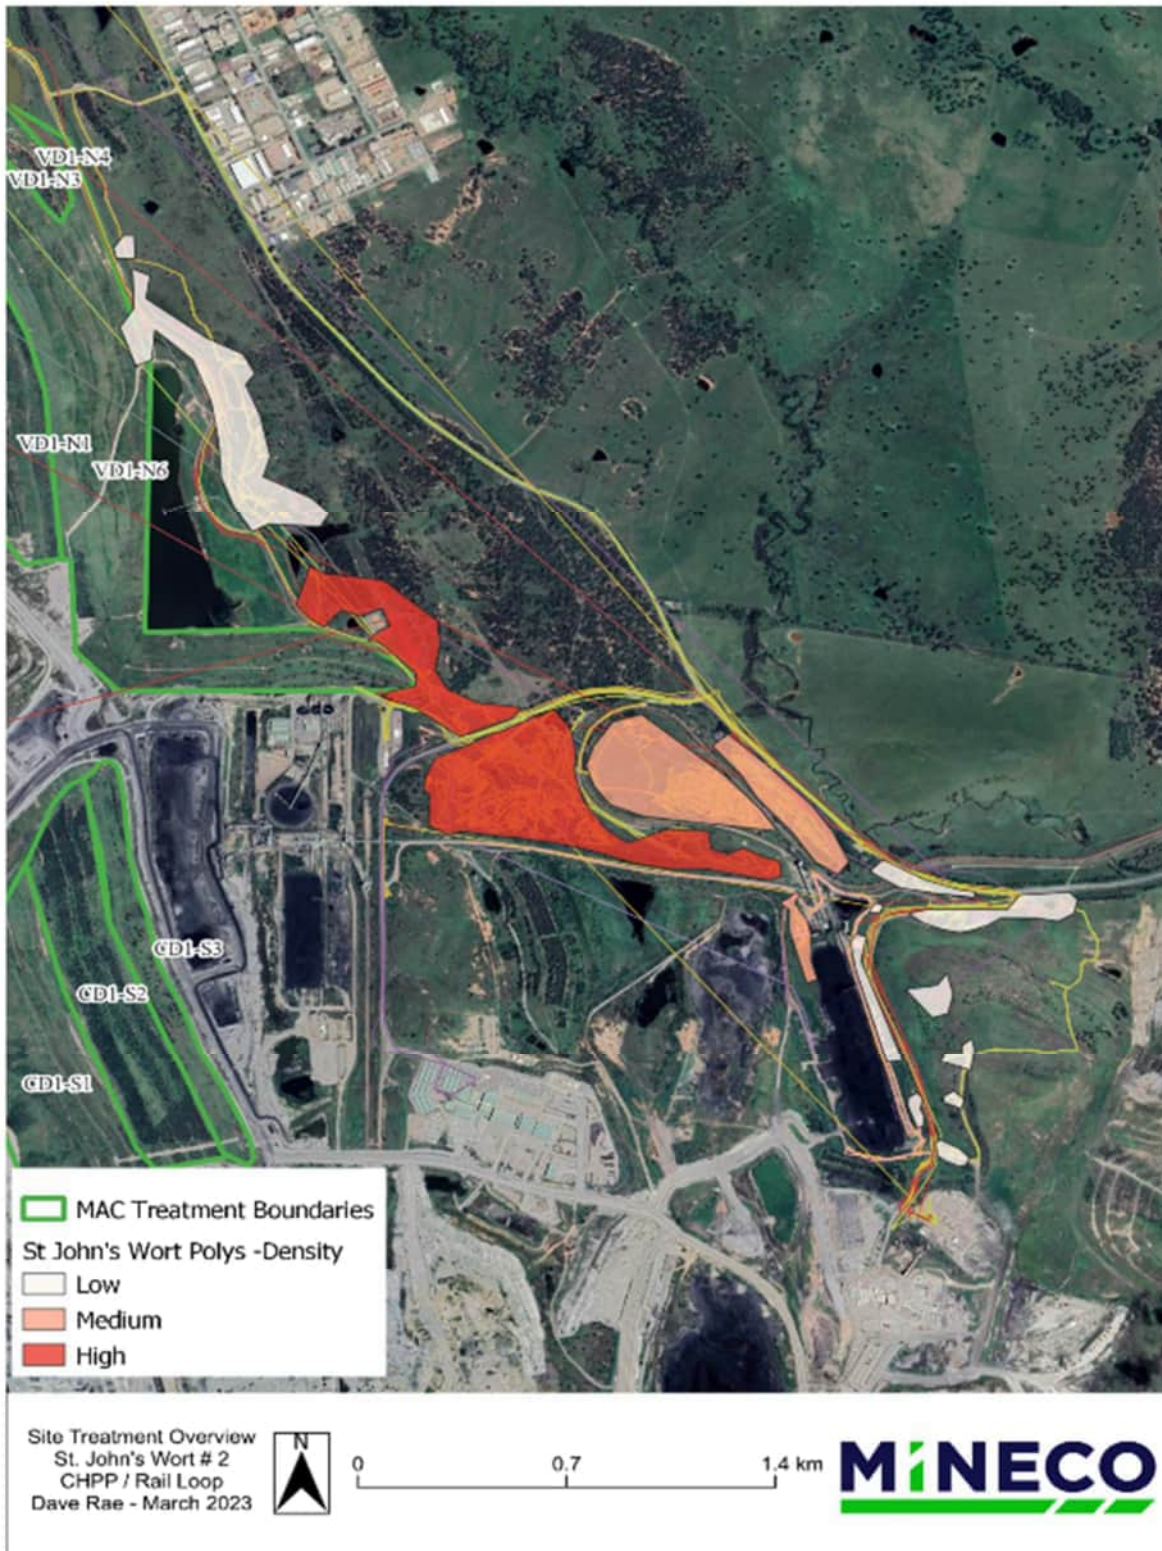 VD1-N4
VD1-N3
VD1-N1
VD1-N6
CD1-S3
CD1-S2
CD1-S1
MAC Treatment Boundaries
St John's Wort Polys -Density
Low
Medium
High
Site Treatment Overview
St. John's Wort # 2
CHPP / Rail Loop
Dave Rae - March 2023
N
0 0.7 1.4 km
MiNECO